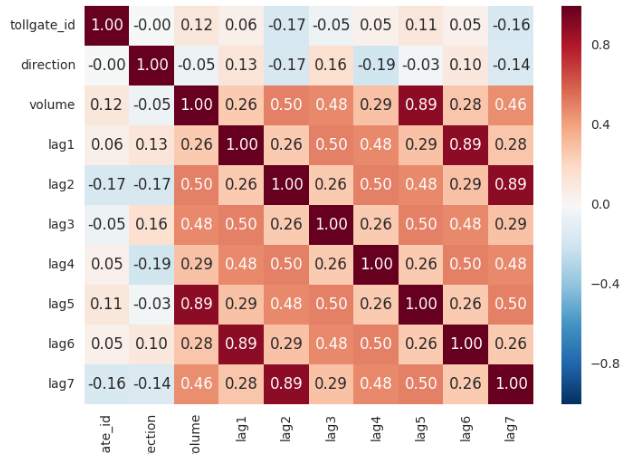 tollgate_id 1.00 -0.00 0.12 0.06 -0.17 -0.05 0.05 0.11 0.05 -0.16
direction -0.00 1.00 -0.05 0.13 -0.17 0.16 -0.19 -0.03 0.10 -0.14
volume 0.12 -0.05 1.00 0.26 0.50 0.48 0.29 0.89 0.28 0.46
lag1 0.06 0.13 0.26 1.00 0.26 0.50 0.48 0.29 0.89 0.28
lag2 -0.17 -0.17 0.50 0.26 1.00 0.26 0.50 0.48 0.29 0.89
lag3 -0.05 0.16 0.48 0.50 0.26 1.00 0.26 0.50 0.48 0.29
lag4 0.05 -0.19 0.29 0.48 0.50 0.26 1.00 0.26 0.50 0.48
lag5 0.11 -0.03 0.89 0.29 0.48 0.50 0.26 1.00 0.26 0.50
lag6 0.05 0.10 0.28 0.89 0.29 0.48 0.50 0.26 1.00 0.26
lag7 -0.16 -0.14 0.46 0.28 0.89 0.29 0.48 0.50 0.26 1.00
ate_id ection olume lag1 lag2 lag3 lag4 lag5 lag6 lag7
0.8
0.4
0.0
−0.4
−0.8